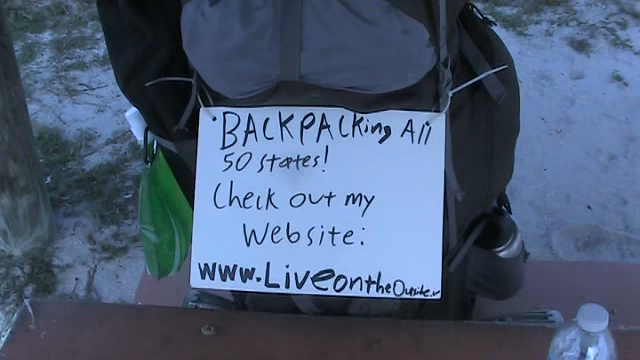 BACKPACKing All
50 states!
Check out my
Website:
www.LiveontheOutside.